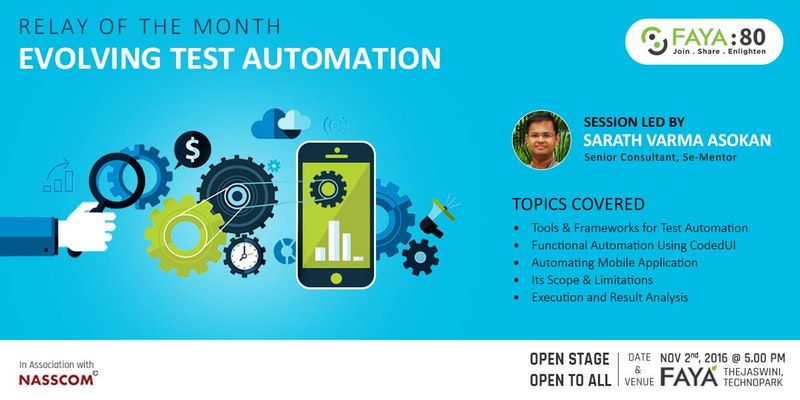 RELAY OF THE MONTH
EVOLVING TEST AUTOMATION
FAYA:80
Join . Share . Enlighten
$
SESSION LED BY
SARATH VARMA ASOKAN
Senior Consultant, Se-Mentor
TOPICS COVERED
• Tools & Frameworks for Test Automation
• Functional Automation Using CodedUI
• Automating Mobile Application
• Its Scope & Limitations
• Execution and Result Analysis
In Association with
NASSCOM
OPEN STAGE
OPEN TO ALL
DATE
&
VENUE
NOV 2nd, 2016 @ 5.00 PM
FAYA THEJASWINI,
TECHNOPARK